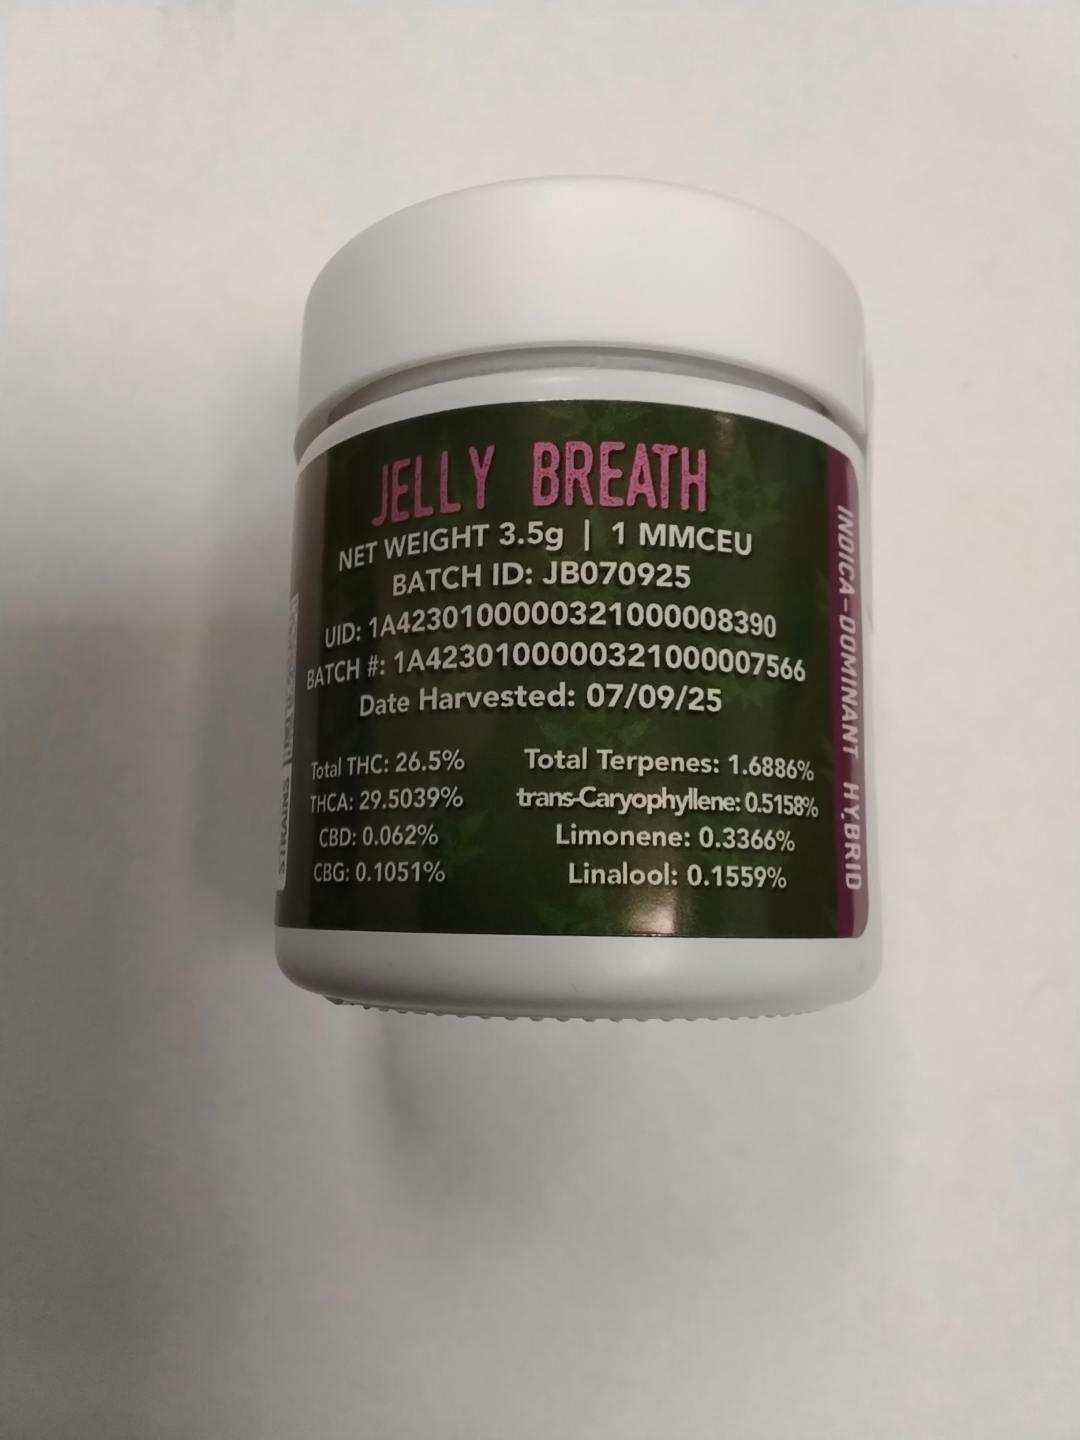 JELLY BREATH
NET WEIGHT 3.5g | 1 MMCEU
BATCH ID: JB070925
UID: 1A4230100000321000008390
BATCH #: 1A4230100000321000007566
Date Harvested: 07/09/25
Total THC: 26.5%
THCA: 29.5039%
CBD: 0.062%
CBG: 0.1051%
Total Terpenes: 1.6886%
trans-Caryophyllene: 0.5158%
Limonene: 0.3366%
Linalool: 0.1559%
INDICA-DOMINANT HYBRID
STRAINS